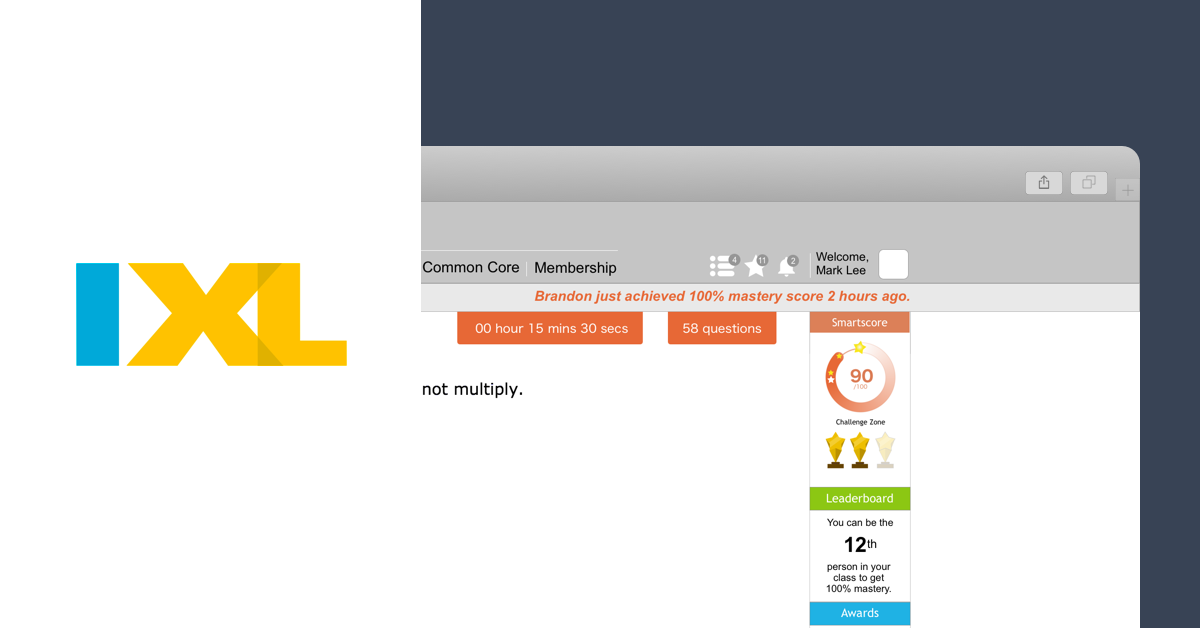 IXL
Common Core
Membership
4
11
2
Welcome,
Mark Lee
Brandon just achieved 100% mastery score 2 hours ago.
00 hour 15 mins 30 secs
58 questions
Smartscore
not multiply.
90
/100
Challenge Zone
Leaderboard
You can be the
12th
person in your
class to get
100% mastery.
Awards